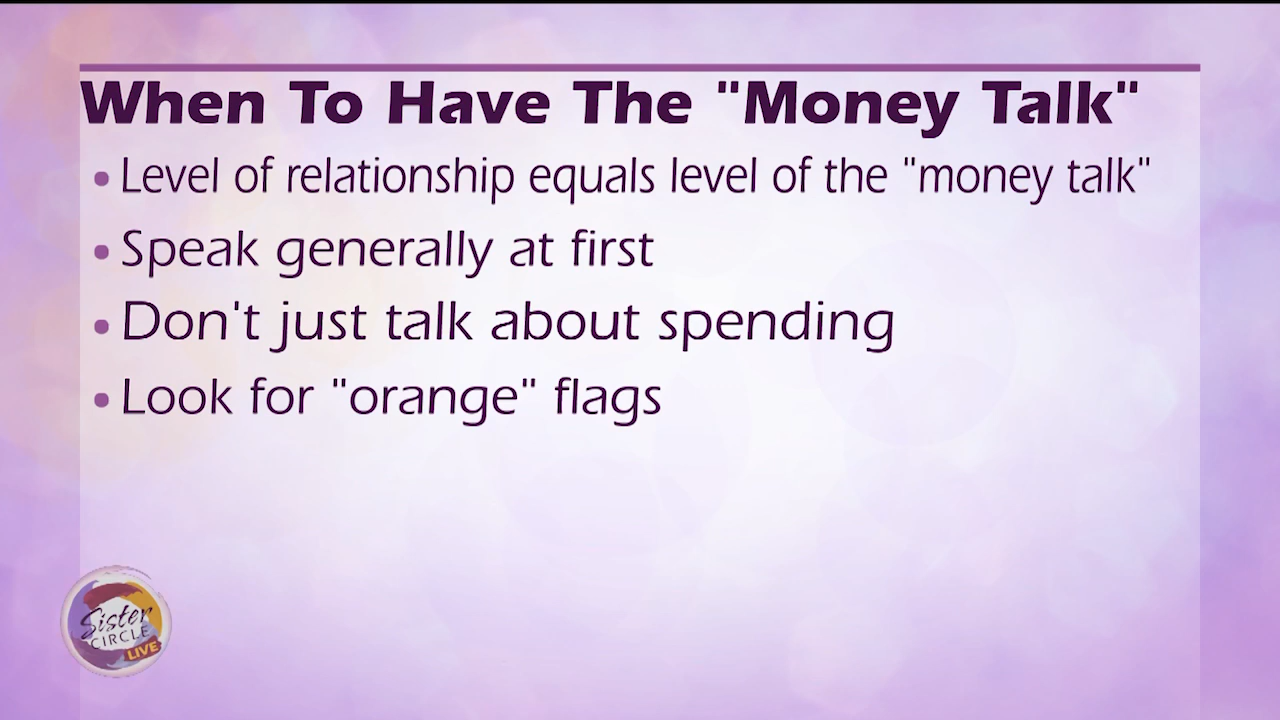 When To Have The "Money Talk"
• Level of relationship equals level of the "money talk"
• Speak generally at first
• Don't just talk about spending
• Look for "orange" flags
Sister
CIRCLE
LIVE